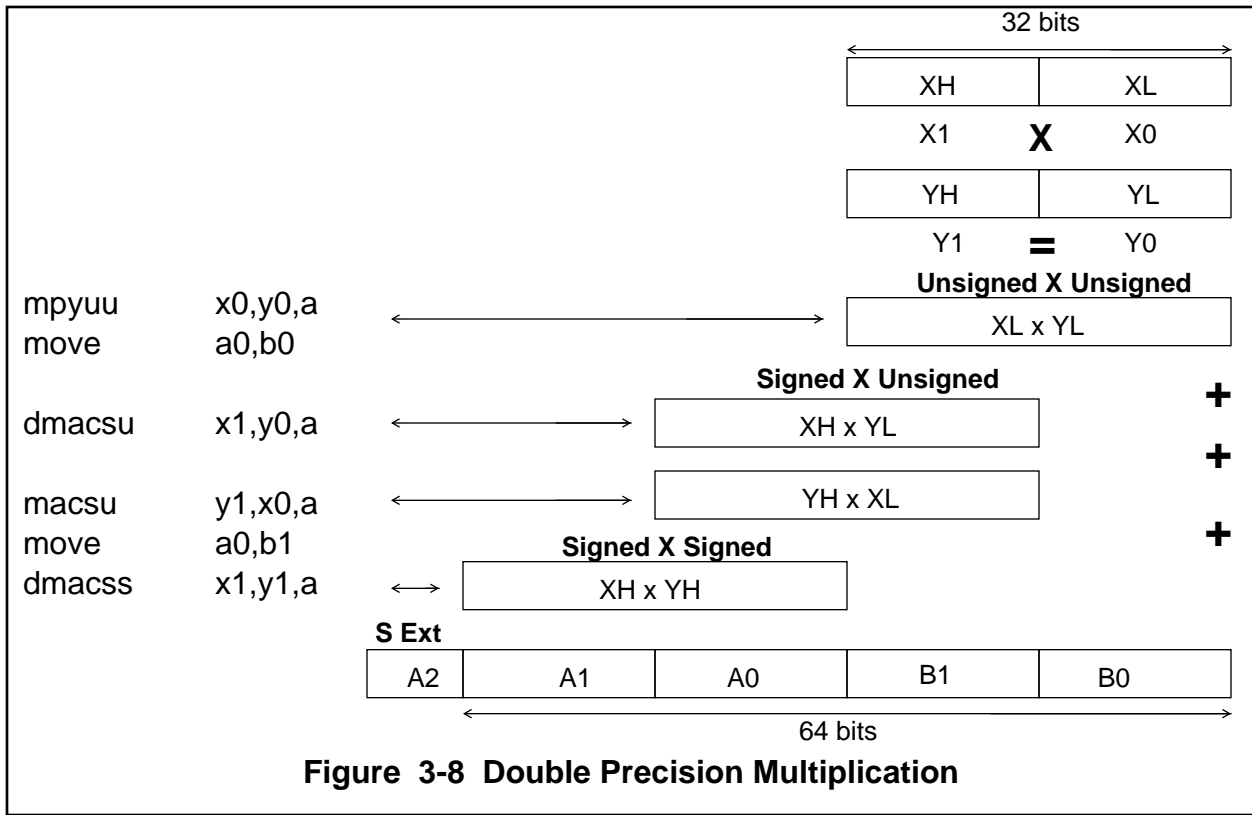 32 bits
XH XL
X1 X X0
YH YL
Y1 = Y0
Unsigned X Unsigned
mpyuu x0,y0,a
XL x YL
move a0,b0
Signed X Unsigned
+
dmacsu x1,y0,a
XH x YL
+
macsu y1,x0,a
YH x XL
move a0,b1
+
Signed X Signed
dmacss x1,y1,a
XH x YH
S Ext
A2 A1 A0 B1 B0
64 bits
Figure 3-8 Double Precision Multiplication